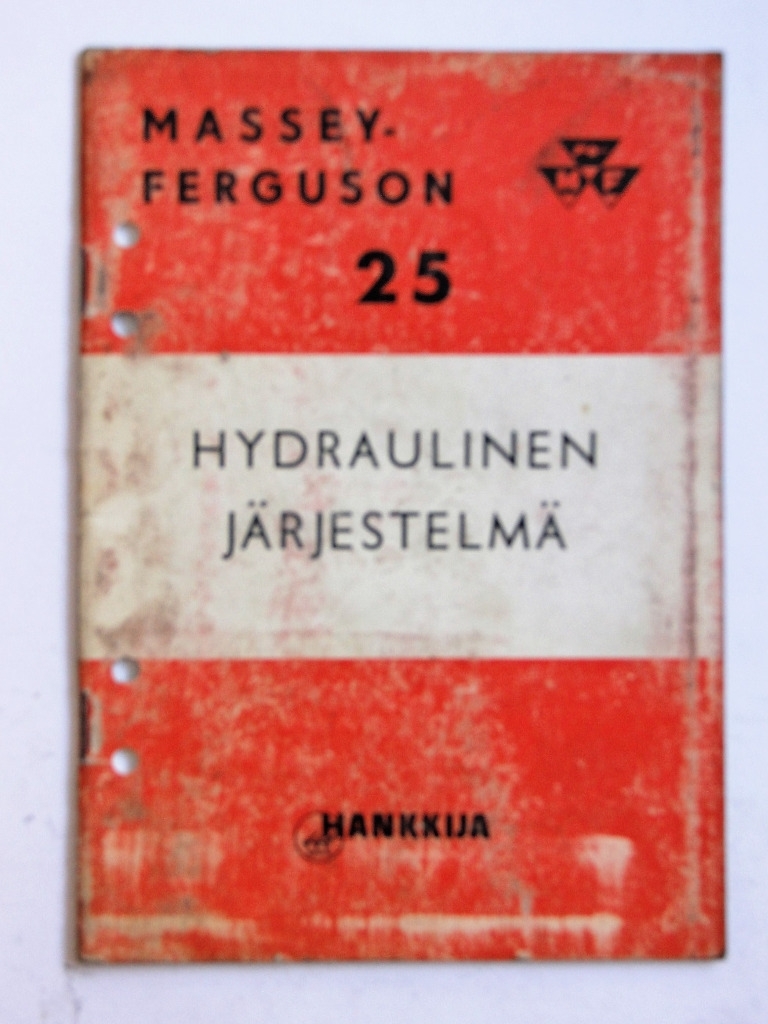 MASSEY-
FERGUSON
25
HYDRAULINEN
JÄRJESTELMÄ
HANKKIJA